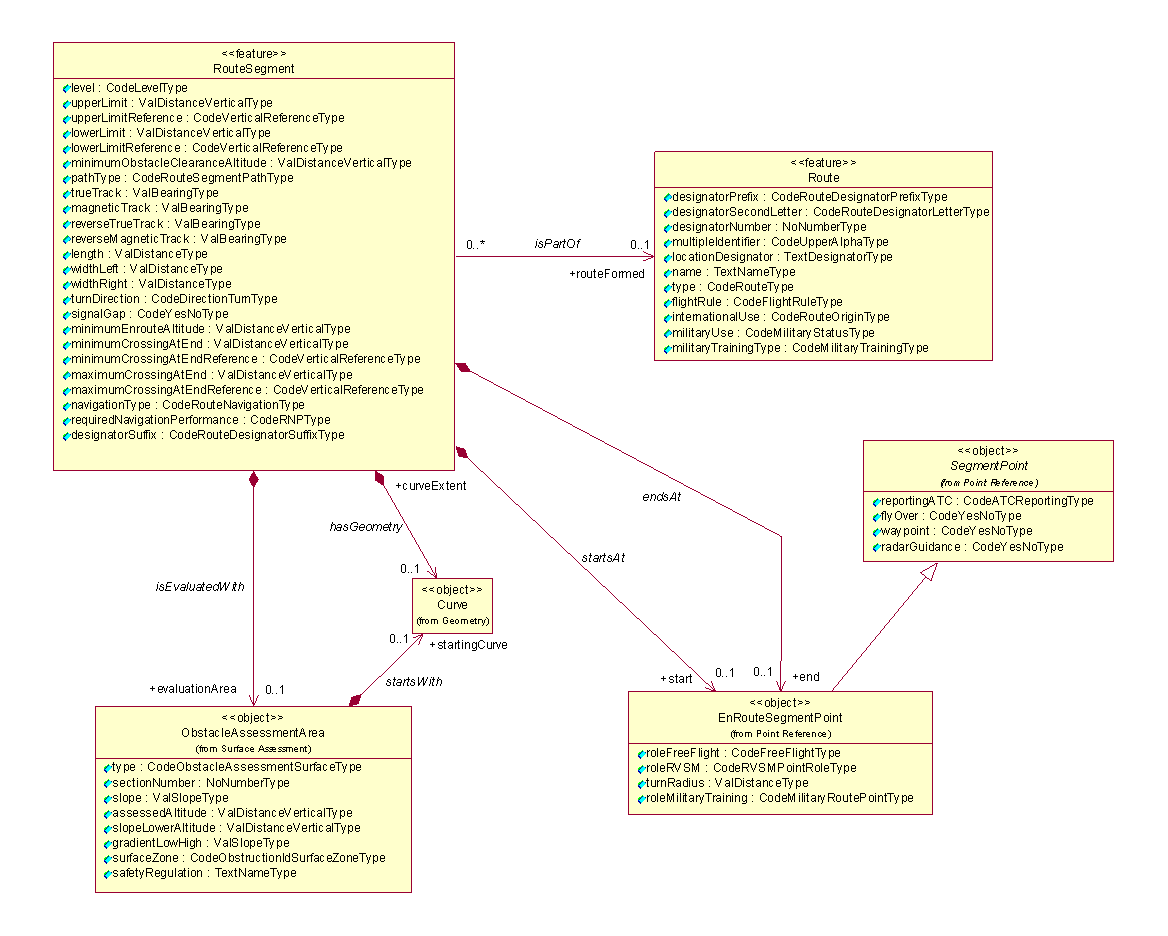 <<feature>>
RouteSegment
level : CodeLevelType
upperLimit : ValDistanceVerticalType
upperLimitReference : CodeVerticalReferenceType
lowerLimit : ValDistanceVerticalType
lowerLimitReference : CodeVerticalReferenceType
minimumObstacleClearanceAltitude : ValDistanceVerticalType
pathType : CodeRouteSegmentPathType
trueTrack : ValBearingType
magneticTrack : ValBearingType
reverseTrueTrack : ValBearingType
reverseMagneticTrack : ValBearingType
length : ValDistanceType
widthLeft : ValDistanceType
widthRight : ValDistanceType
turnDirection : CodeDirectionTurnType
signalGap : CodeYesNoType
minimumEnrouteAltitude : ValDistanceVerticalType
minimumCrossingAtEnd : ValDistanceVerticalType
minimumCrossingAtEndReference : CodeVerticalReferenceType
maximumCrossingAtEnd : ValDistanceVerticalType
maximumCrossingAtEndReference : CodeVerticalReferenceType
navigationType : CodeRouteNavigationType
requiredNavigationPerformance : CodeRNPType
designatorSuffix : CodeRouteDesignatorSuffixType
<<feature>>
Route
designatorPrefix : CodeRouteDesignatorPrefixType
designatorSecondLetter : CodeRouteDesignatorLetterType
designatorNumber : NoNumberType
multipleIdentifier : CodeUpperAlphaType
locationDesignator : TextDesignatorType
name : TextNameType
type : CodeRouteType
flightRule : CodeFlightRuleType
internationalUse : CodeRouteOriginType
militaryUse : CodeMilitaryStatusType
militaryTrainingType : CodeMilitaryTrainingType
0..* isPartOf 0..1
+routeFormed
<<object>>
SegmentPoint
(from Point Reference)
reportingATC : CodeATCReportingType
flyOver : CodeYesNoType
waypoint : CodeYesNoType
radarGuidance : CodeYesNoType
+curveExtent
endsAt
hasGeometry
startsAt
0..1
isEvaluatedWith
<<object>>
Curve
(from Geometry)
0..1
+startingCurve
startsWith
+evaluationArea 0..1
+start 0..1 0..1 +end
<<object>>
ObstacleAssessmentArea
(from Surface Assessment)
type : CodeObstacleAssessmentSurfaceType
sectionNumber : NoNumberType
slope : ValSlopeType
assessedAltitude : ValDistanceVerticalType
slopeLowerAltitude : ValDistanceVerticalType
gradientLowHigh : ValSlopeType
surfaceZone : CodeObstructionIdSurfaceZoneType
safetyRegulation : TextNameType
<<object>>
EnRouteSegmentPoint
(from Point Reference)
roleFreeFlight : CodeFreeFlightType
roleRVSM : CodeRVSMPointRoleType
turnRadius : ValDistanceType
roleMilitaryTraining : CodeMilitaryRoutePointType